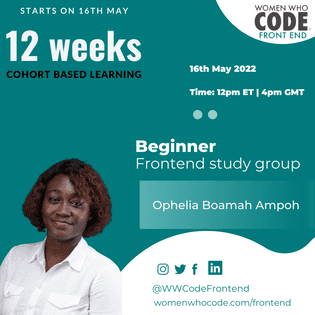 STARTS ON 16TH MAY
12 weeks
COHORT BASED LEARNING
WOMEN WHO
CODE
FRONT END
16th May 2022
Time: 12pm ET | 4pm GMT
Beginner
Frontend study group
Ophelia Boamah Ampoh
@WWCodeFrontend
womenwhocode.com/frontend